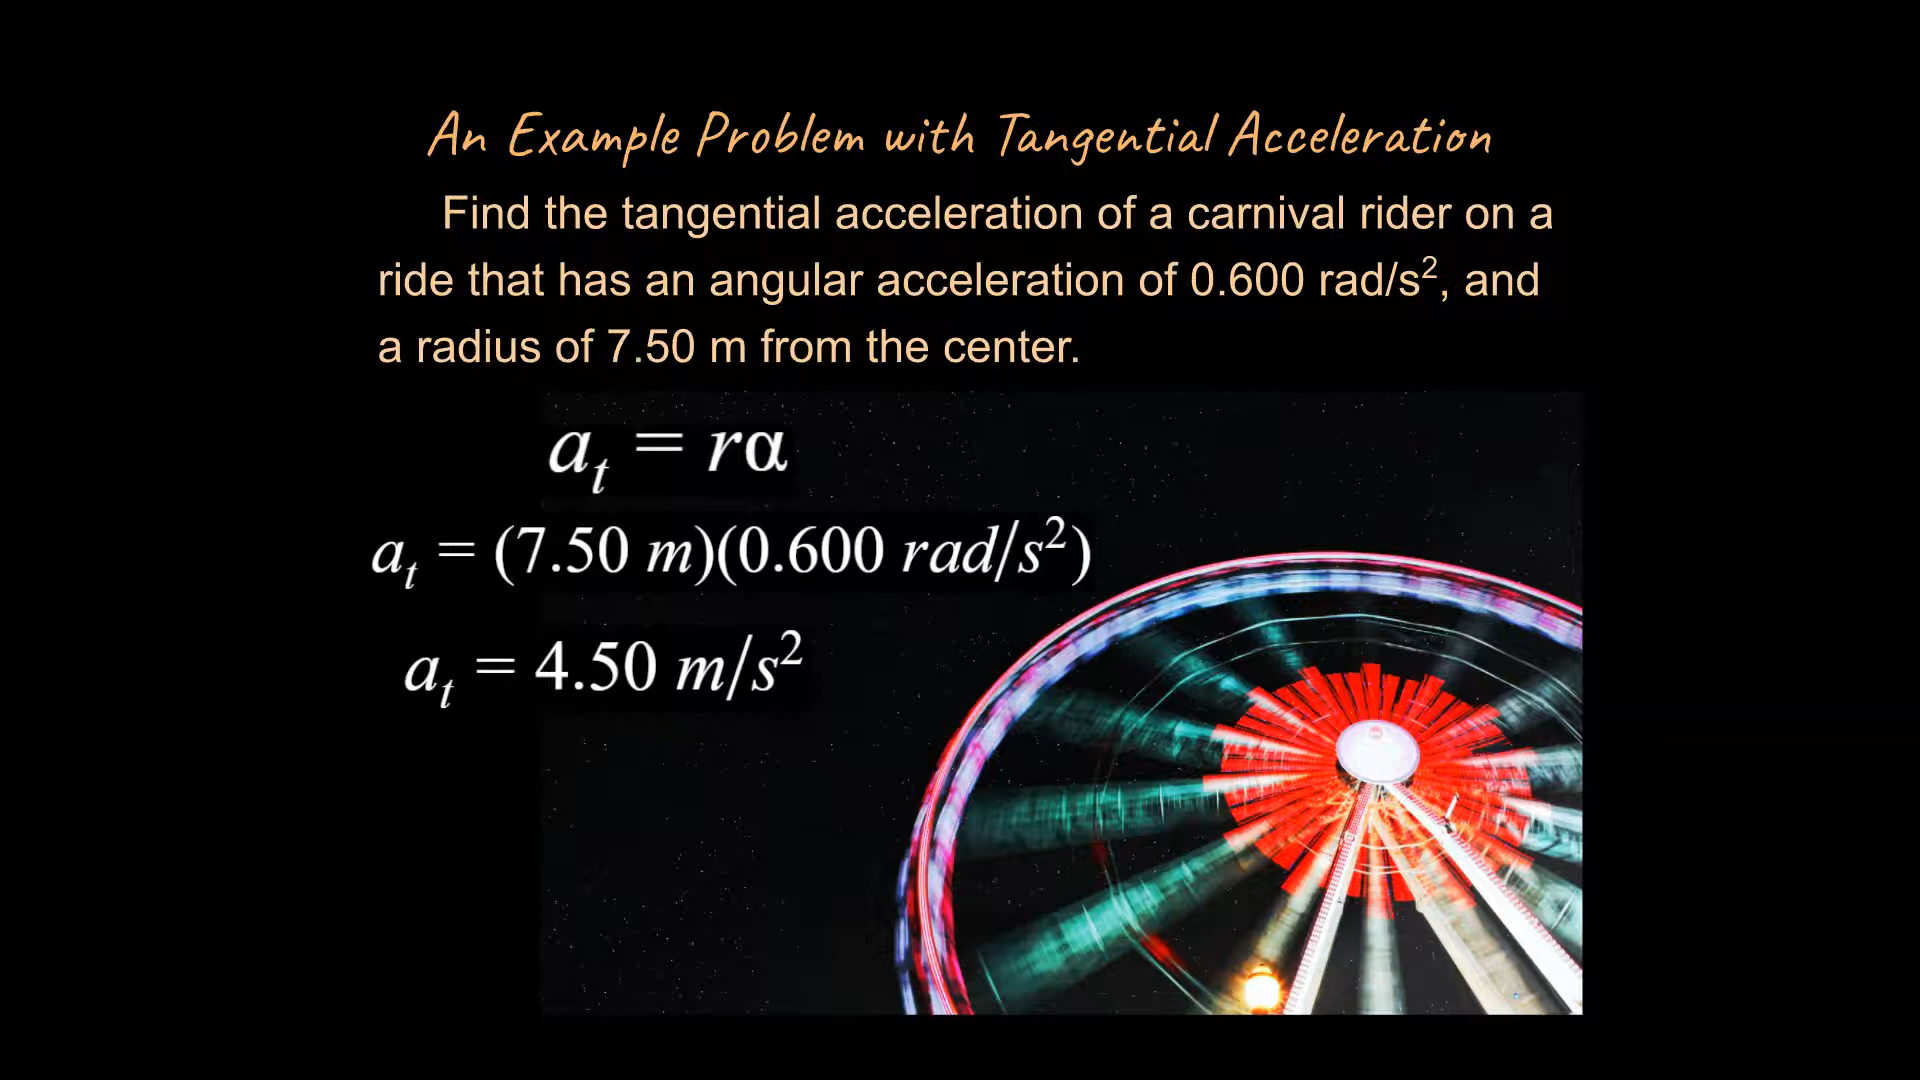 An Example Problem with Tangential Acceleration
Find the tangential acceleration of a carnival rider on a
ride that has an angular acceleration of 0.600 rad/s², and
a radius of 7.50 m from the center.
aₜ = rα
aₜ = (7.50 m)(0.600 rad/s²)
aₜ = 4.50 m/s²